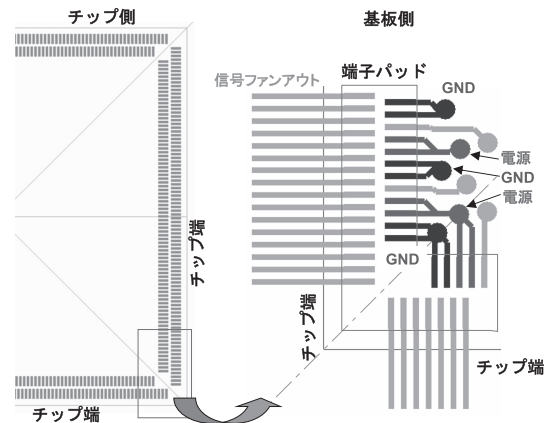 チップ側
基板側
信号ファンアウト
端子パッド
GND
電源
GND
電源
チップ端
GND
チップ端
チップ端
チップ端